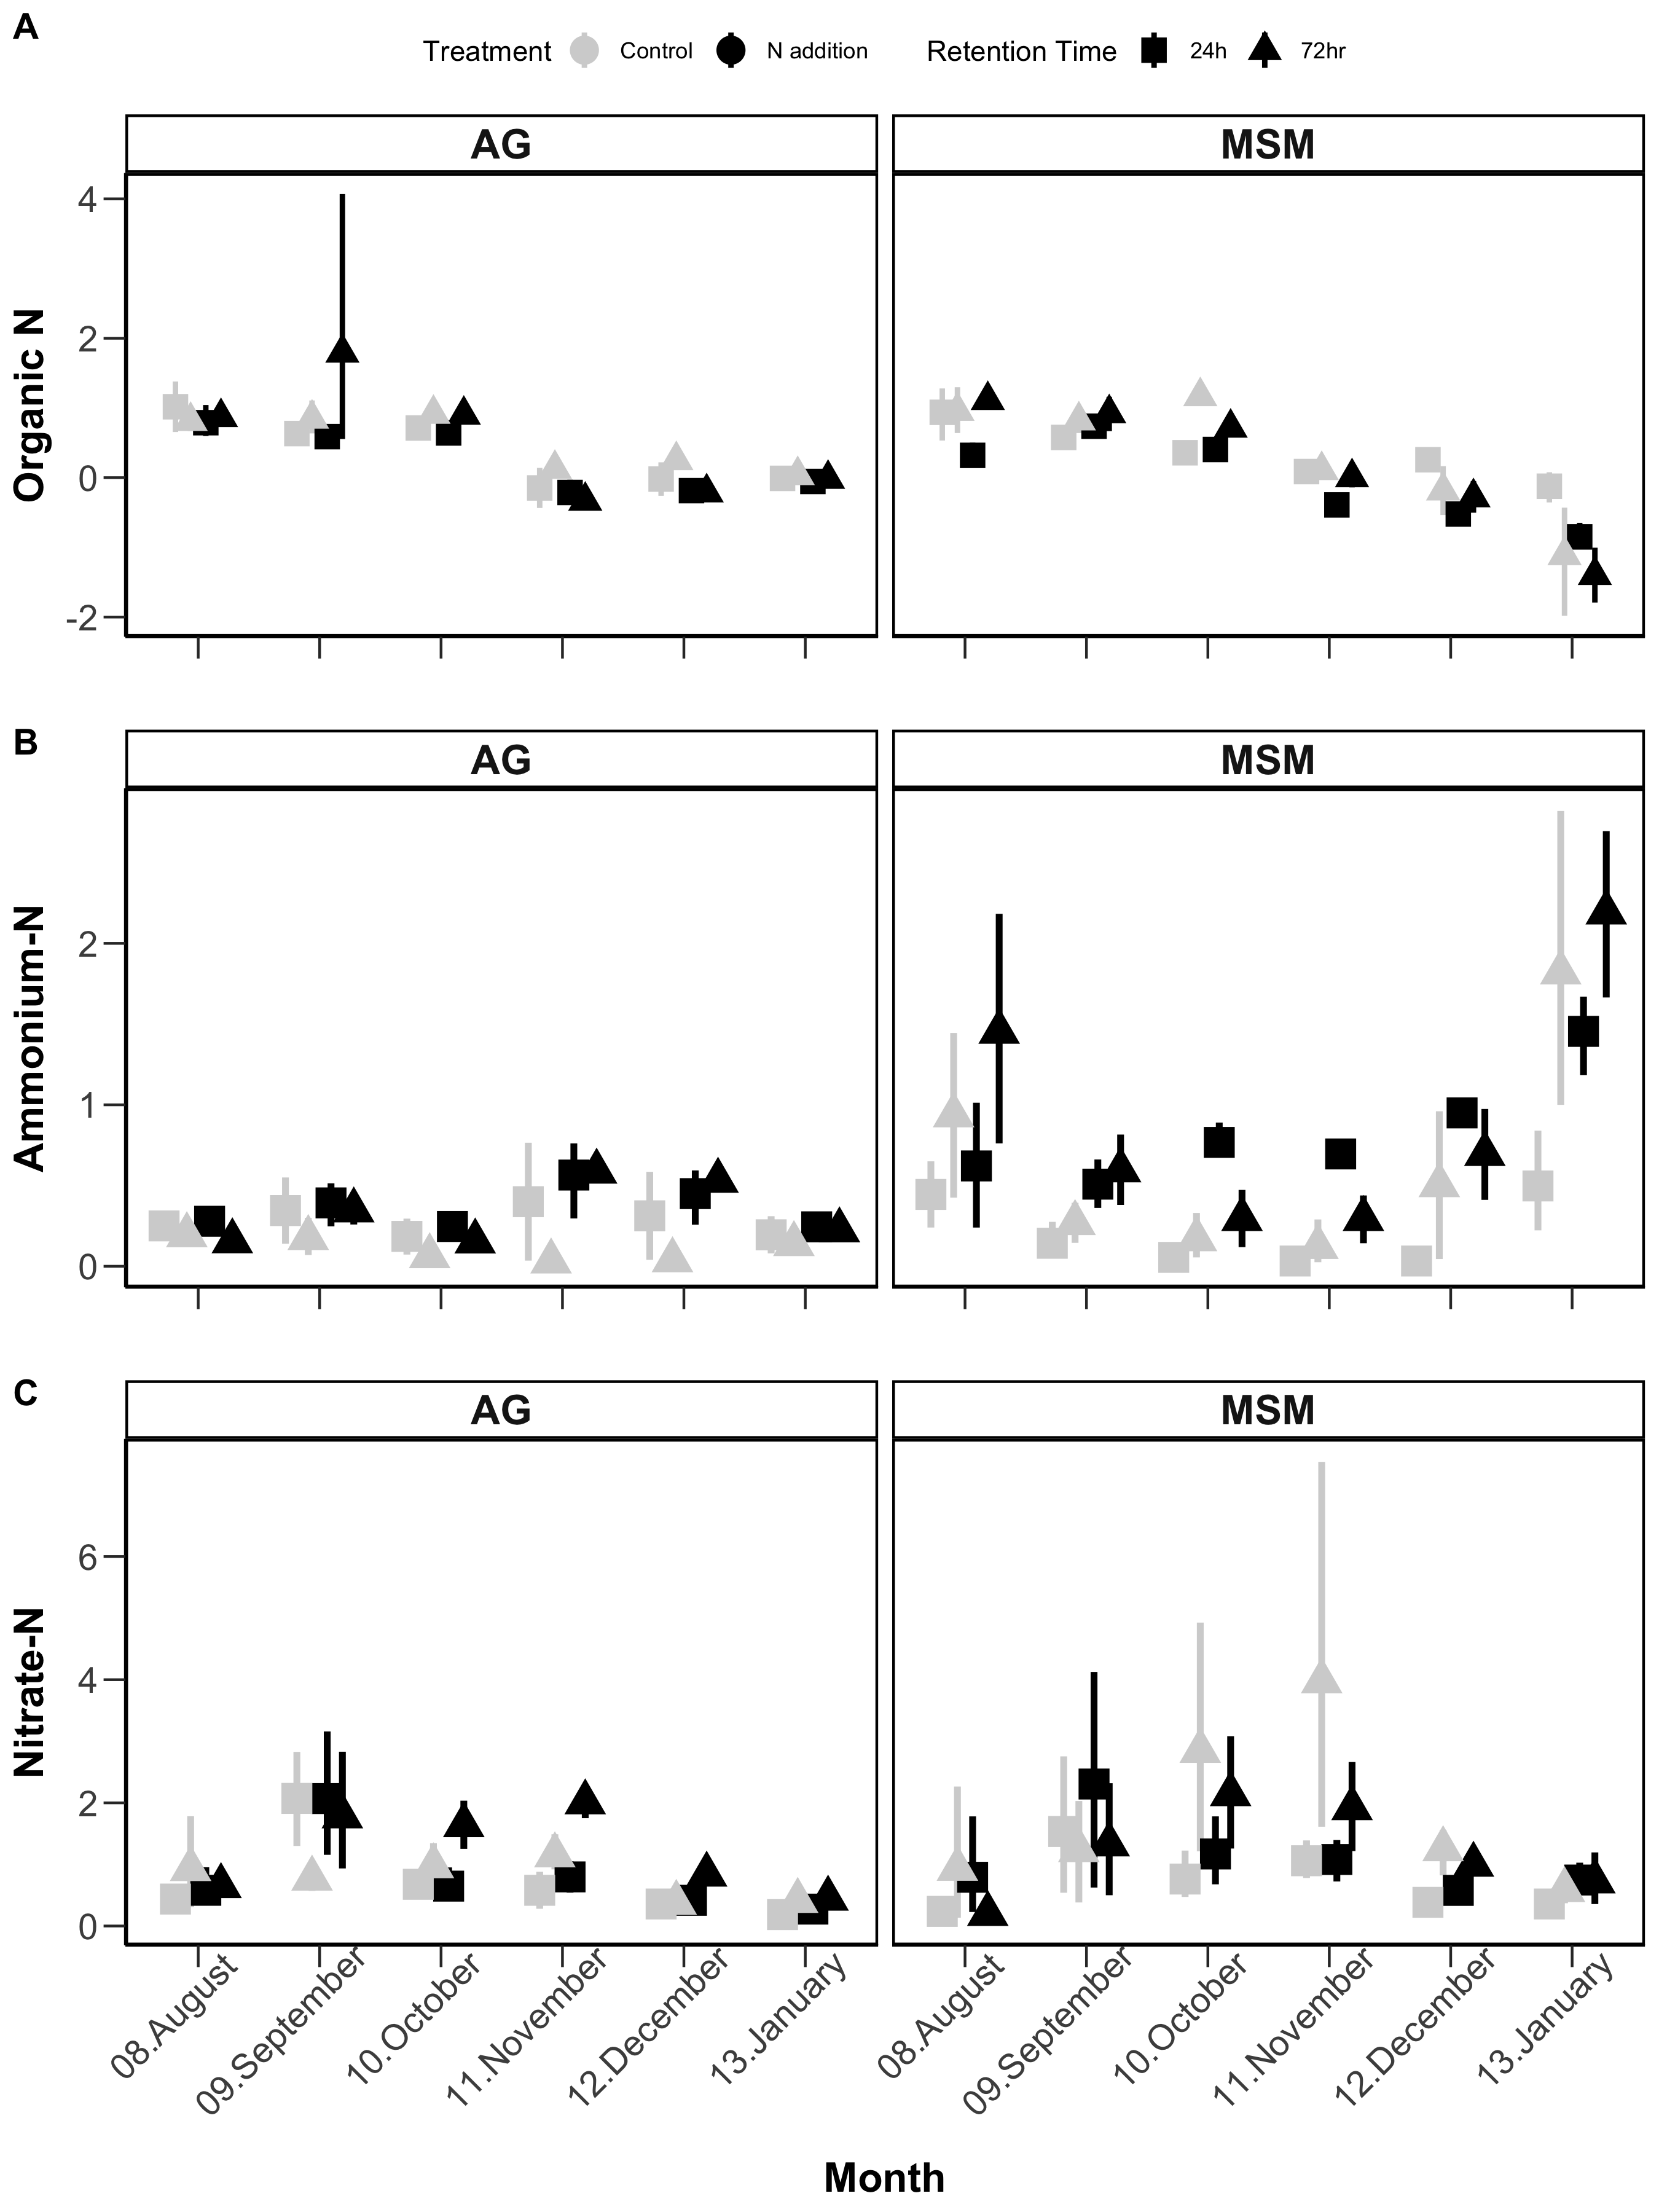 A
Treatment Control N addition Retention Time 24h 72hr
AG MSM
Organic N
4
2
0
-2
B
AG MSM
Ammonium-N
2
1
0
C
AG MSM
Nitrate-N
6
4
2
0
08.August 09.September 10.October 11.November 12.December 13.January 08.August 09.September 10.October 11.November 12.December 13.January
Month